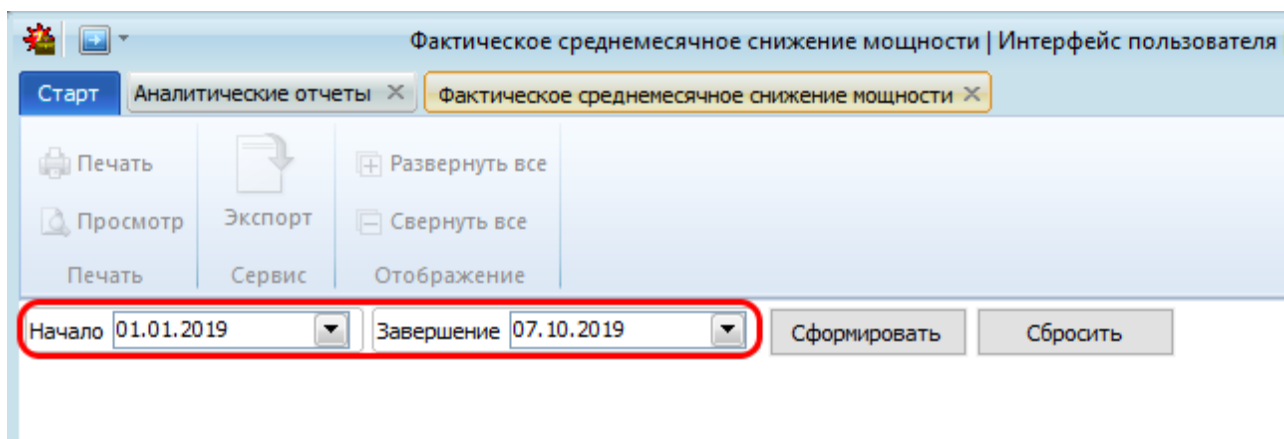 Фактическое среднемесячное снижение мощности | Интерфейс пользователя
Старт Аналитические отчеты Фактическое среднемесячное снижение мощности
Печать Развернуть все
Просмотр Экспорт Свернуть все
Печать Сервис Отображение
Начало 01.01.2019 Завершение 07.10.2019 Сформировать Сбросить